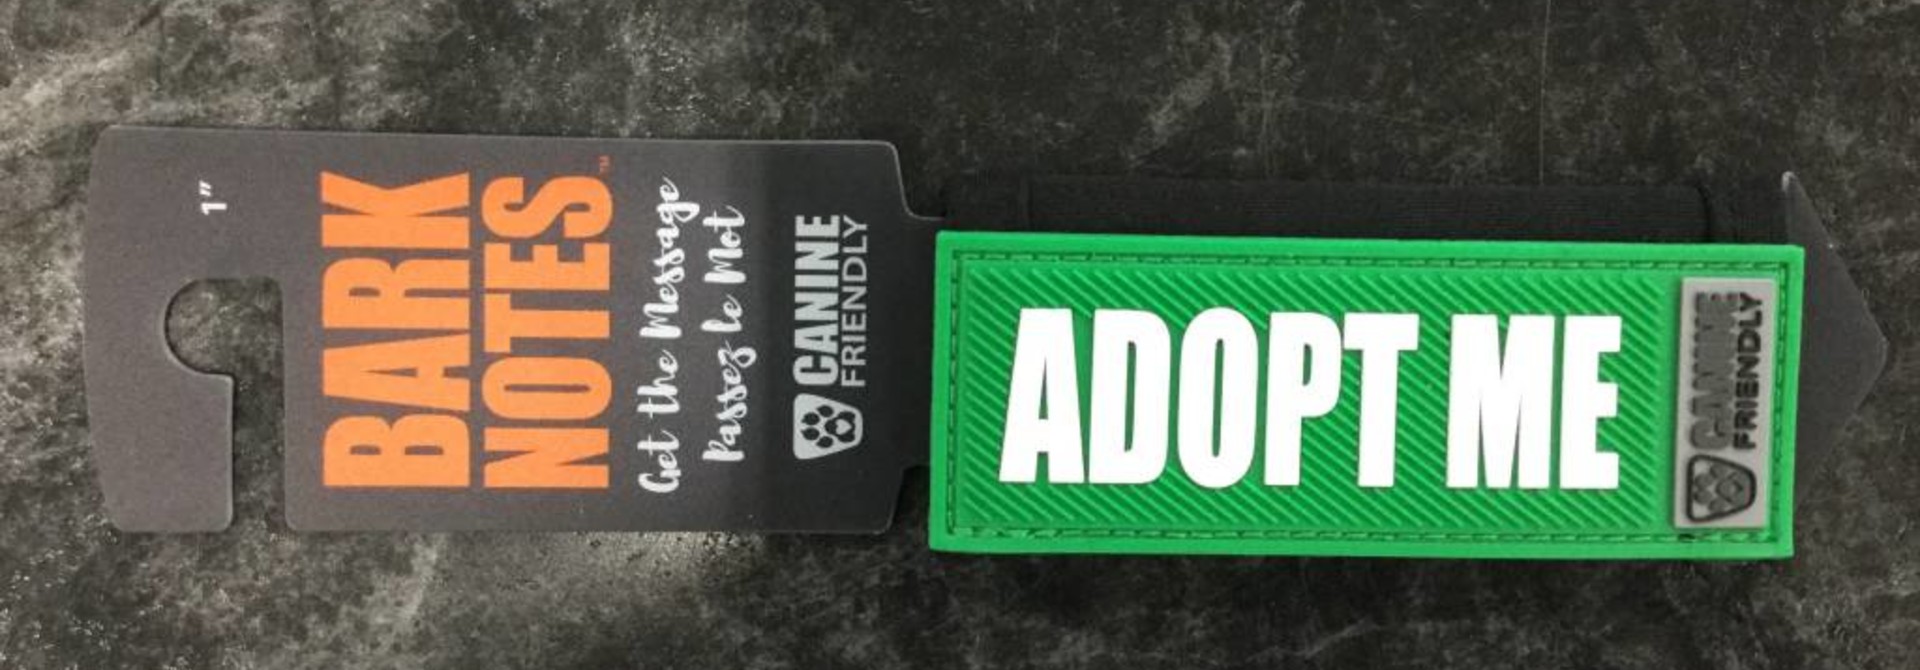 1"
BARK
NOTES™
Get the Message
Passez le Mot
CANINE
FRIENDLY
ADOPT ME
CANINE
FRIENDLY